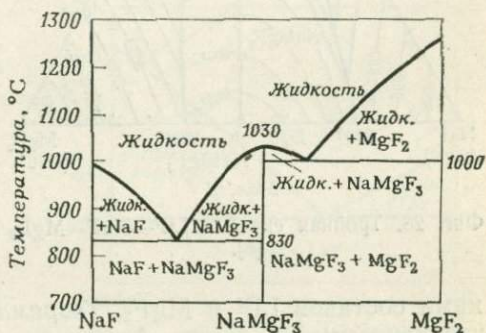 1300
1200
1100
1000
900
800
700
Температура, °С
Жидкость
Жидкость
1030
Жидк.
+MgF₂
1000
Жидк.+NaMgF₃
Жидк.
+NaF
Жидк.+
NaMgF₃
830
NaF+NaMgF₃
NaMgF₃+MgF₂
NaF
NaMgF₃
MgF₂